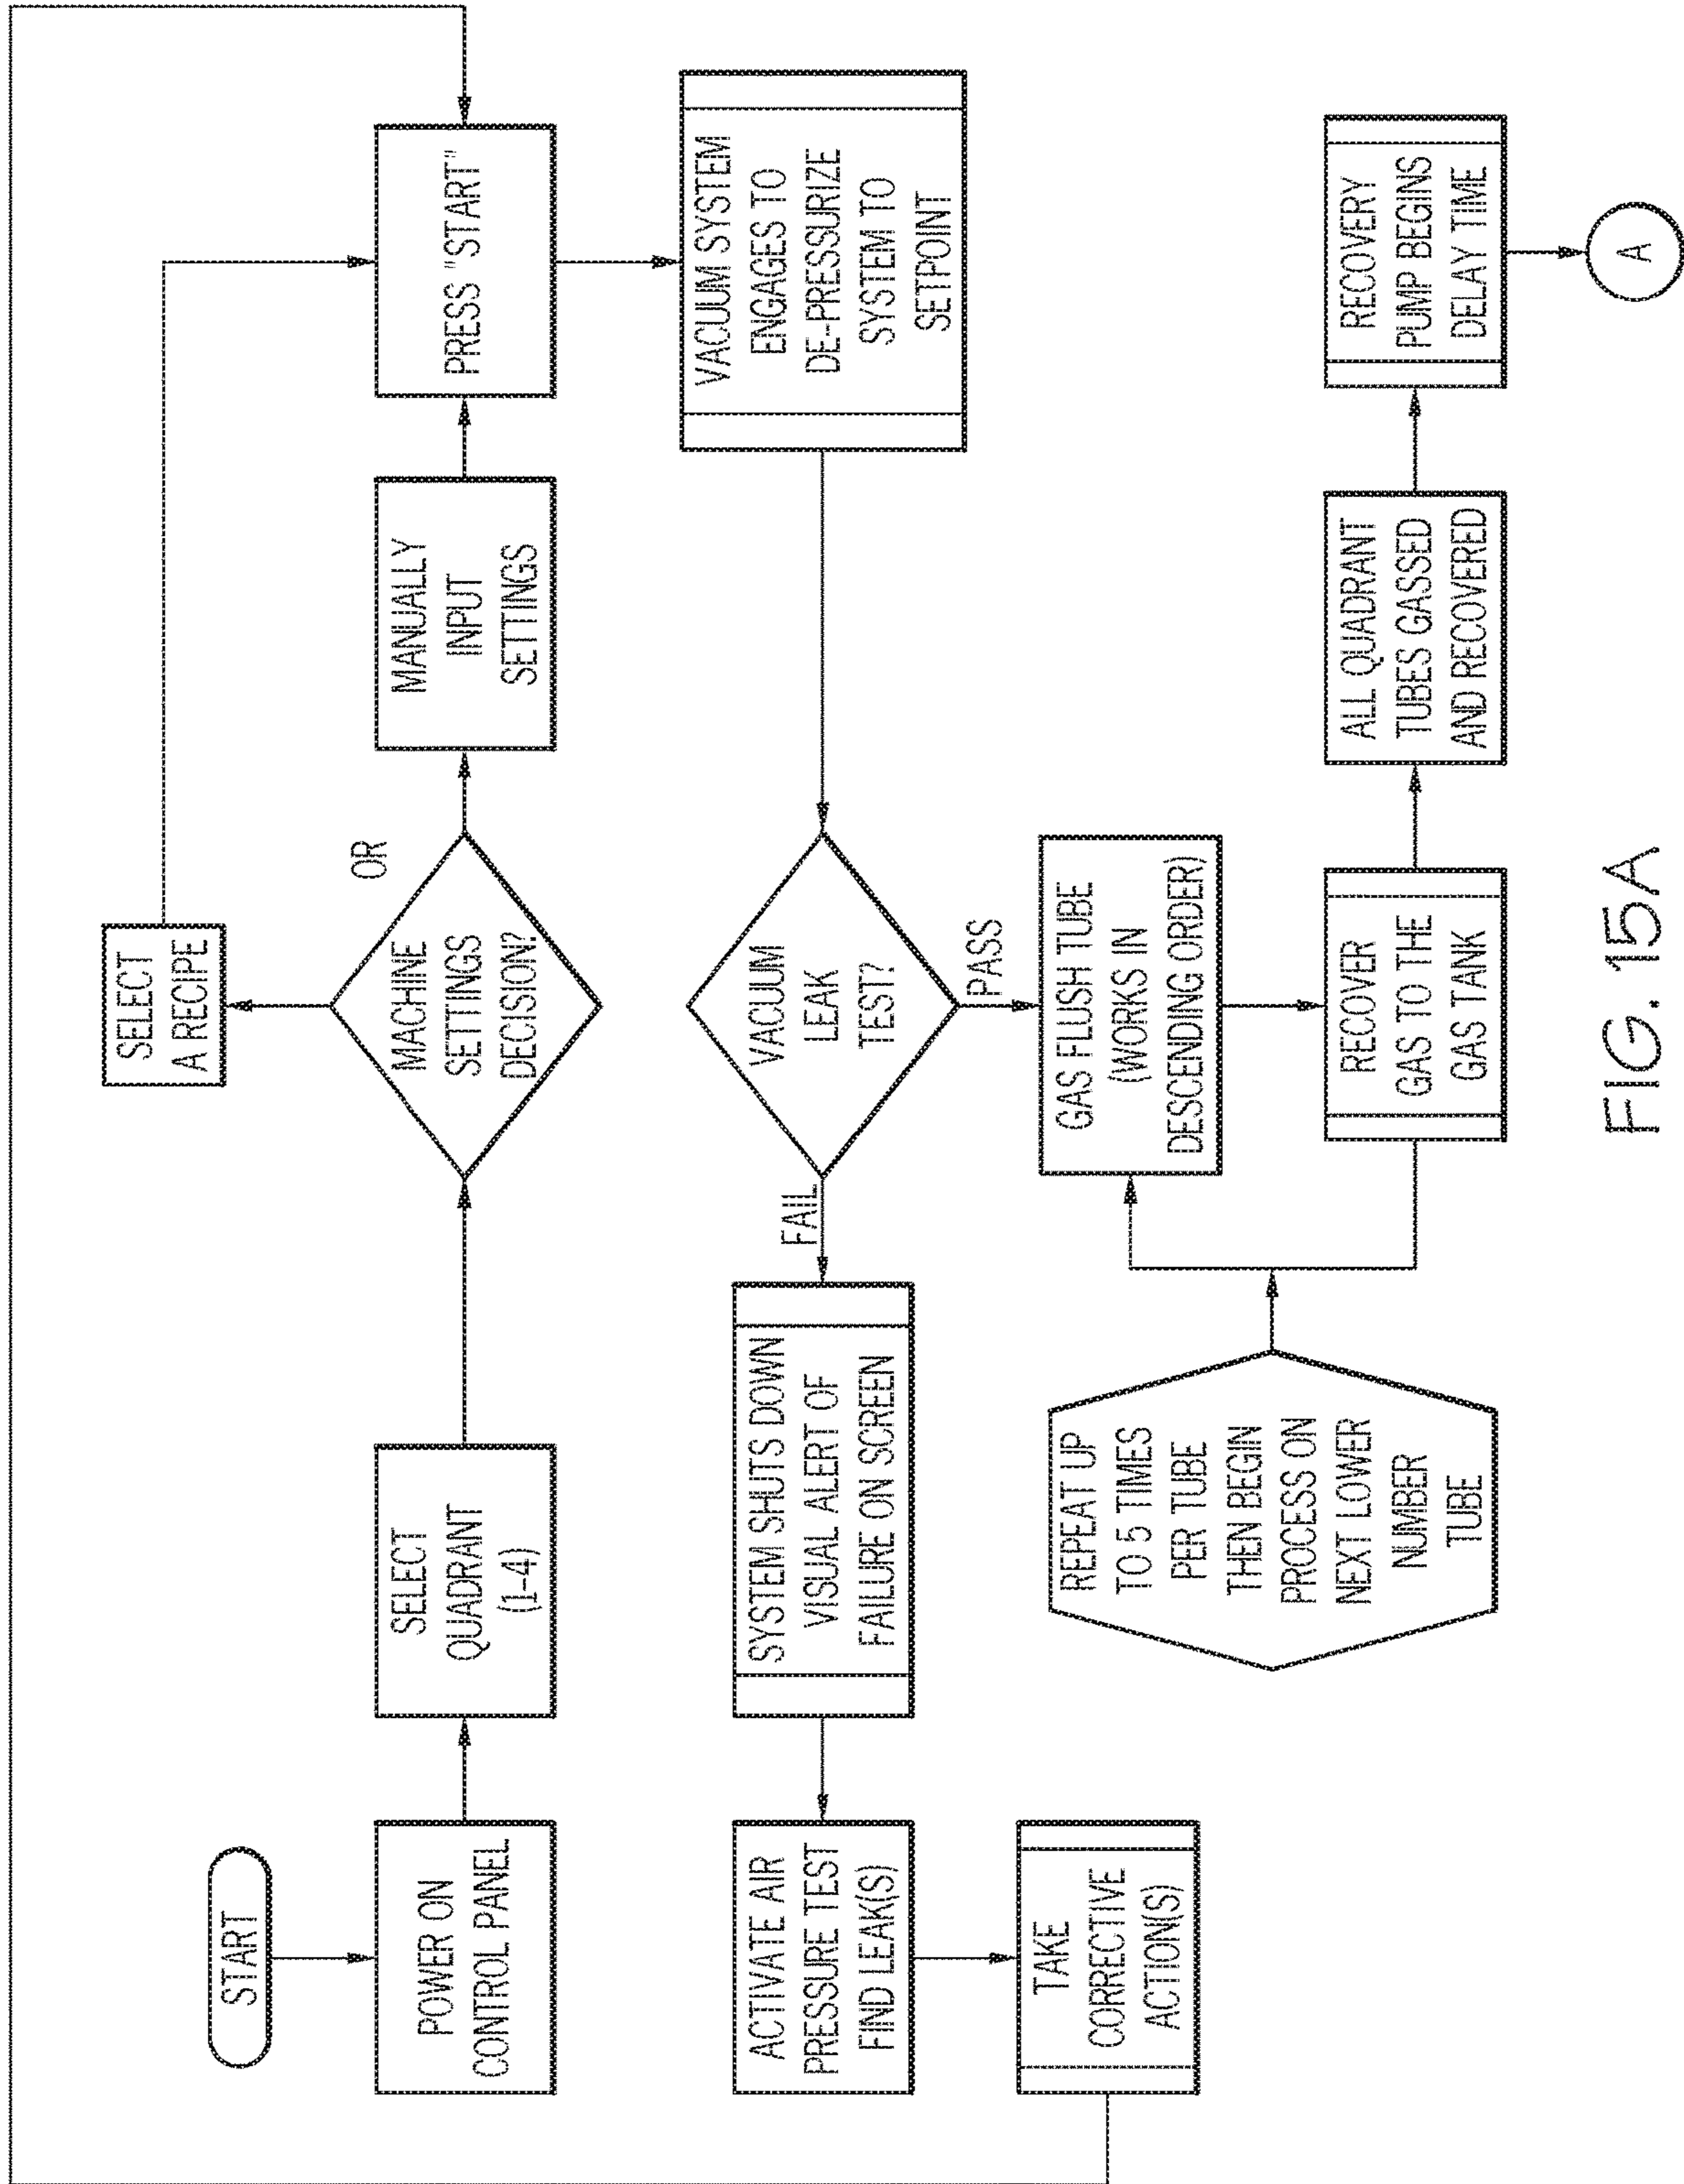 START
POWER ON
CONTROL PANEL
SELECT
QUADRANT
(1-4)
MACHINE
SETTINGS
DECISION?
SELECT
A RECIPE
OR
MANUALLY
INPUT
SETTINGS
PRESS "START"
VACUUM SYSTEM
ENGAGES TO
DE-PRESSURIZE
SYSTEM TO
SETPOINT
VACUUM
LEAK
TEST?
FAIL
PASS
SYSTEM SHUTS DOWN
VISUAL ALERT OF
FAILURE ON SCREEN
ACTIVATE AIR
PRESSURE TEST
FIND LEAK(S)
TAKE
CORRECTIVE
ACTION(S)
GAS FLUSH TUBE
(WORKS IN
DESCENDING ORDER)
REPEAT UP
TO 5 TIMES
PER TUBE
THEN BEGIN
PROCESS ON
NEXT LOWER
NUMBER
TUBE
RECOVER
GAS TO THE
GAS TANK
ALL QUADRANT
TUBES GASSED
AND RECOVERED
RECOVERY
PUMP BEGINS
DELAY TIME
A
FIG. 15A